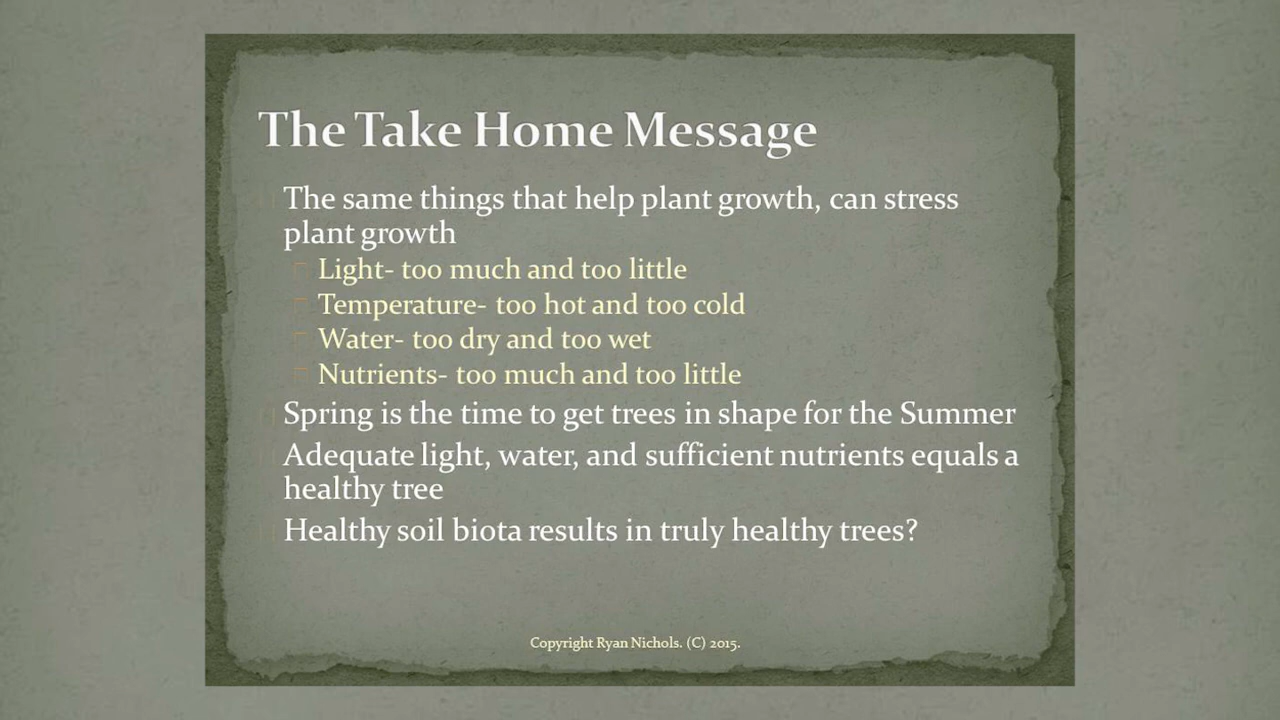 The Take Home Message
The same things that help plant growth, can stress
plant growth
Light- too much and too little
Temperature- too hot and too cold
Water- too dry and too wet
Nutrients- too much and too little
Spring is the time to get trees in shape for the Summer
Adequate light, water, and sufficient nutrients equals a
healthy tree
Healthy soil biota results in truly healthy trees?
Copyright Ryan Nichols. (C) 2015.